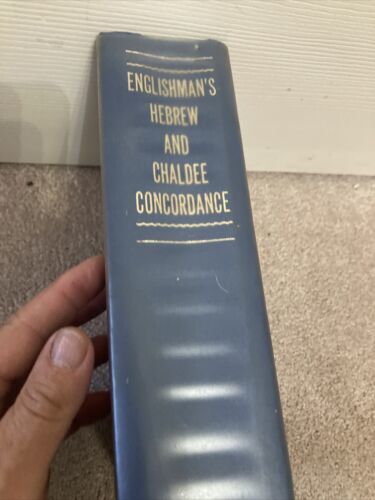 ENGLISHMAN'S
HEBREW
AND
CHALDEE
CONCORDANCE